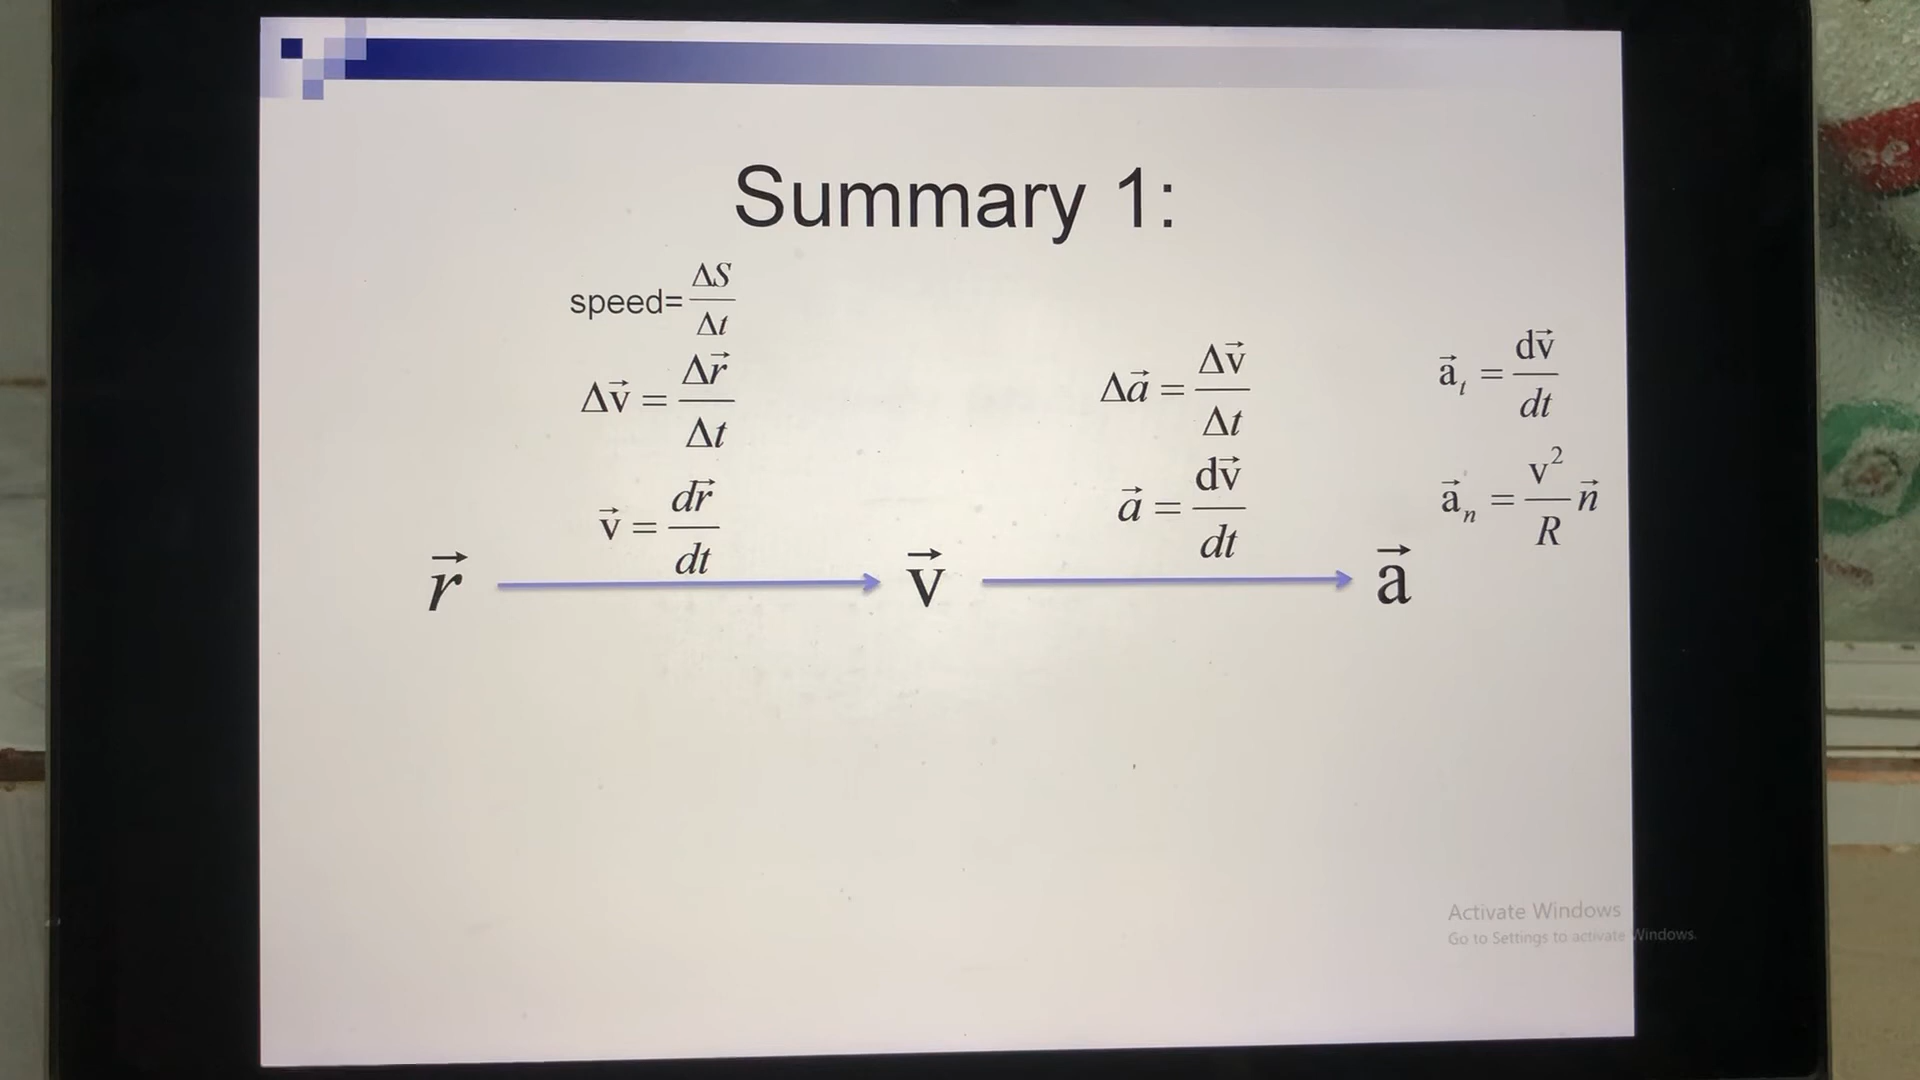 Summary 1:
speed=ΔS/Δt
Δv⃗ = Δr⃗/Δt
v⃗ = dr⃗/dt
Δa⃗ = Δv⃗/Δt
a⃗ = dv⃗/dt
a⃗ₜ = dv⃗/dt
a⃗ₙ = v²/R n⃗
r⃗ → v⃗ → a⃗
Activate Windows
Go to Settings to activate Windows.